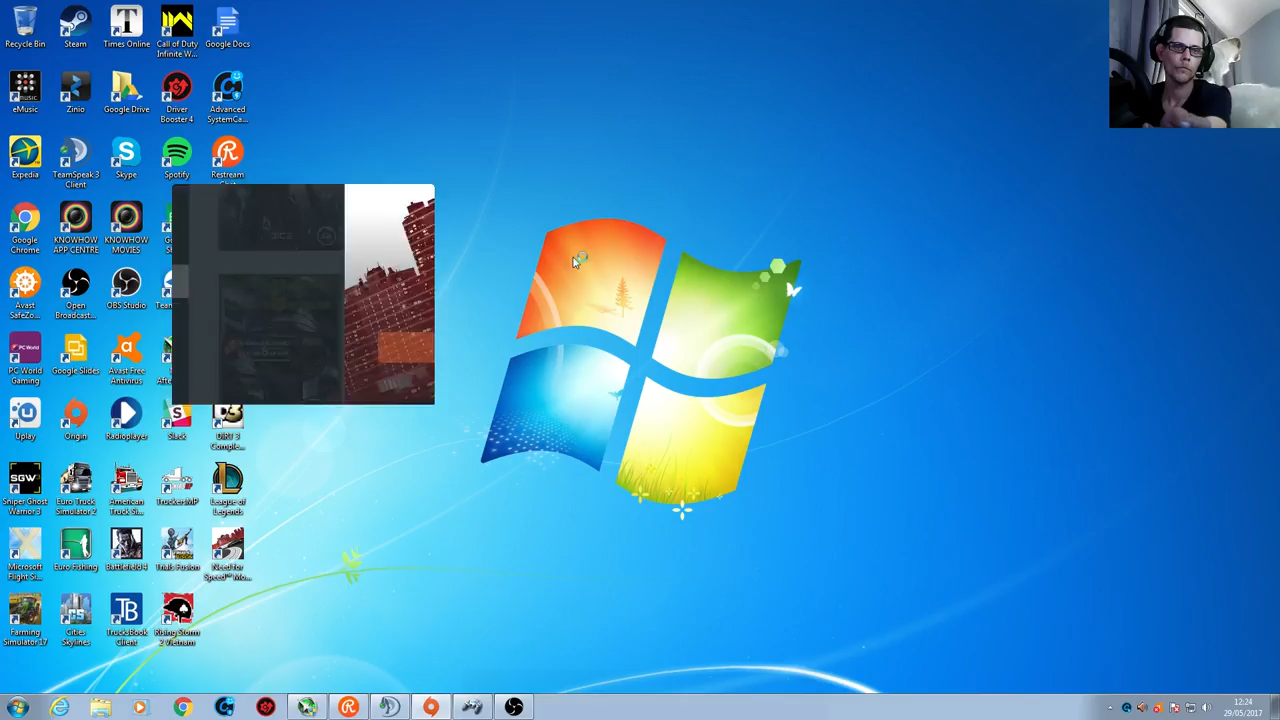 Recycle Bin
Steam
Times Online
Call of Duty
Infinite W...
Google Docs
eMusic
Zinio
Google Drive
Driver
Booster 4
Advanced
SystemCa...
Expedia
TeamSpeak 3
Client
Skype
Spotify
Restream
Google
Chrome
KNOWHOW
APP CENTRE
KNOWHOW
MOVIES
Avast
SafeZo...
Open
Broadcast...
OBS Studio
PC World
Gaming
Google Slides
Avast Free
Antivirus
Uplay
Origin
Radioplayer
Slack
DiRT 3
Comple...
Sniper Ghost
Warrior 3
Euro Truck
Simulator 2
American
Truck Si...
TruckersMP
League of
Legends
Microsoft
Flight Si...
Euro Fishing
Battlefield 4
Trials Fusion
Need for
Speed™ Mo...
Farming
Simulator 17
Cities
Skylines
TrucksBook
Client
Rising Storm
2 Vietnam
12:24
29/05/2017